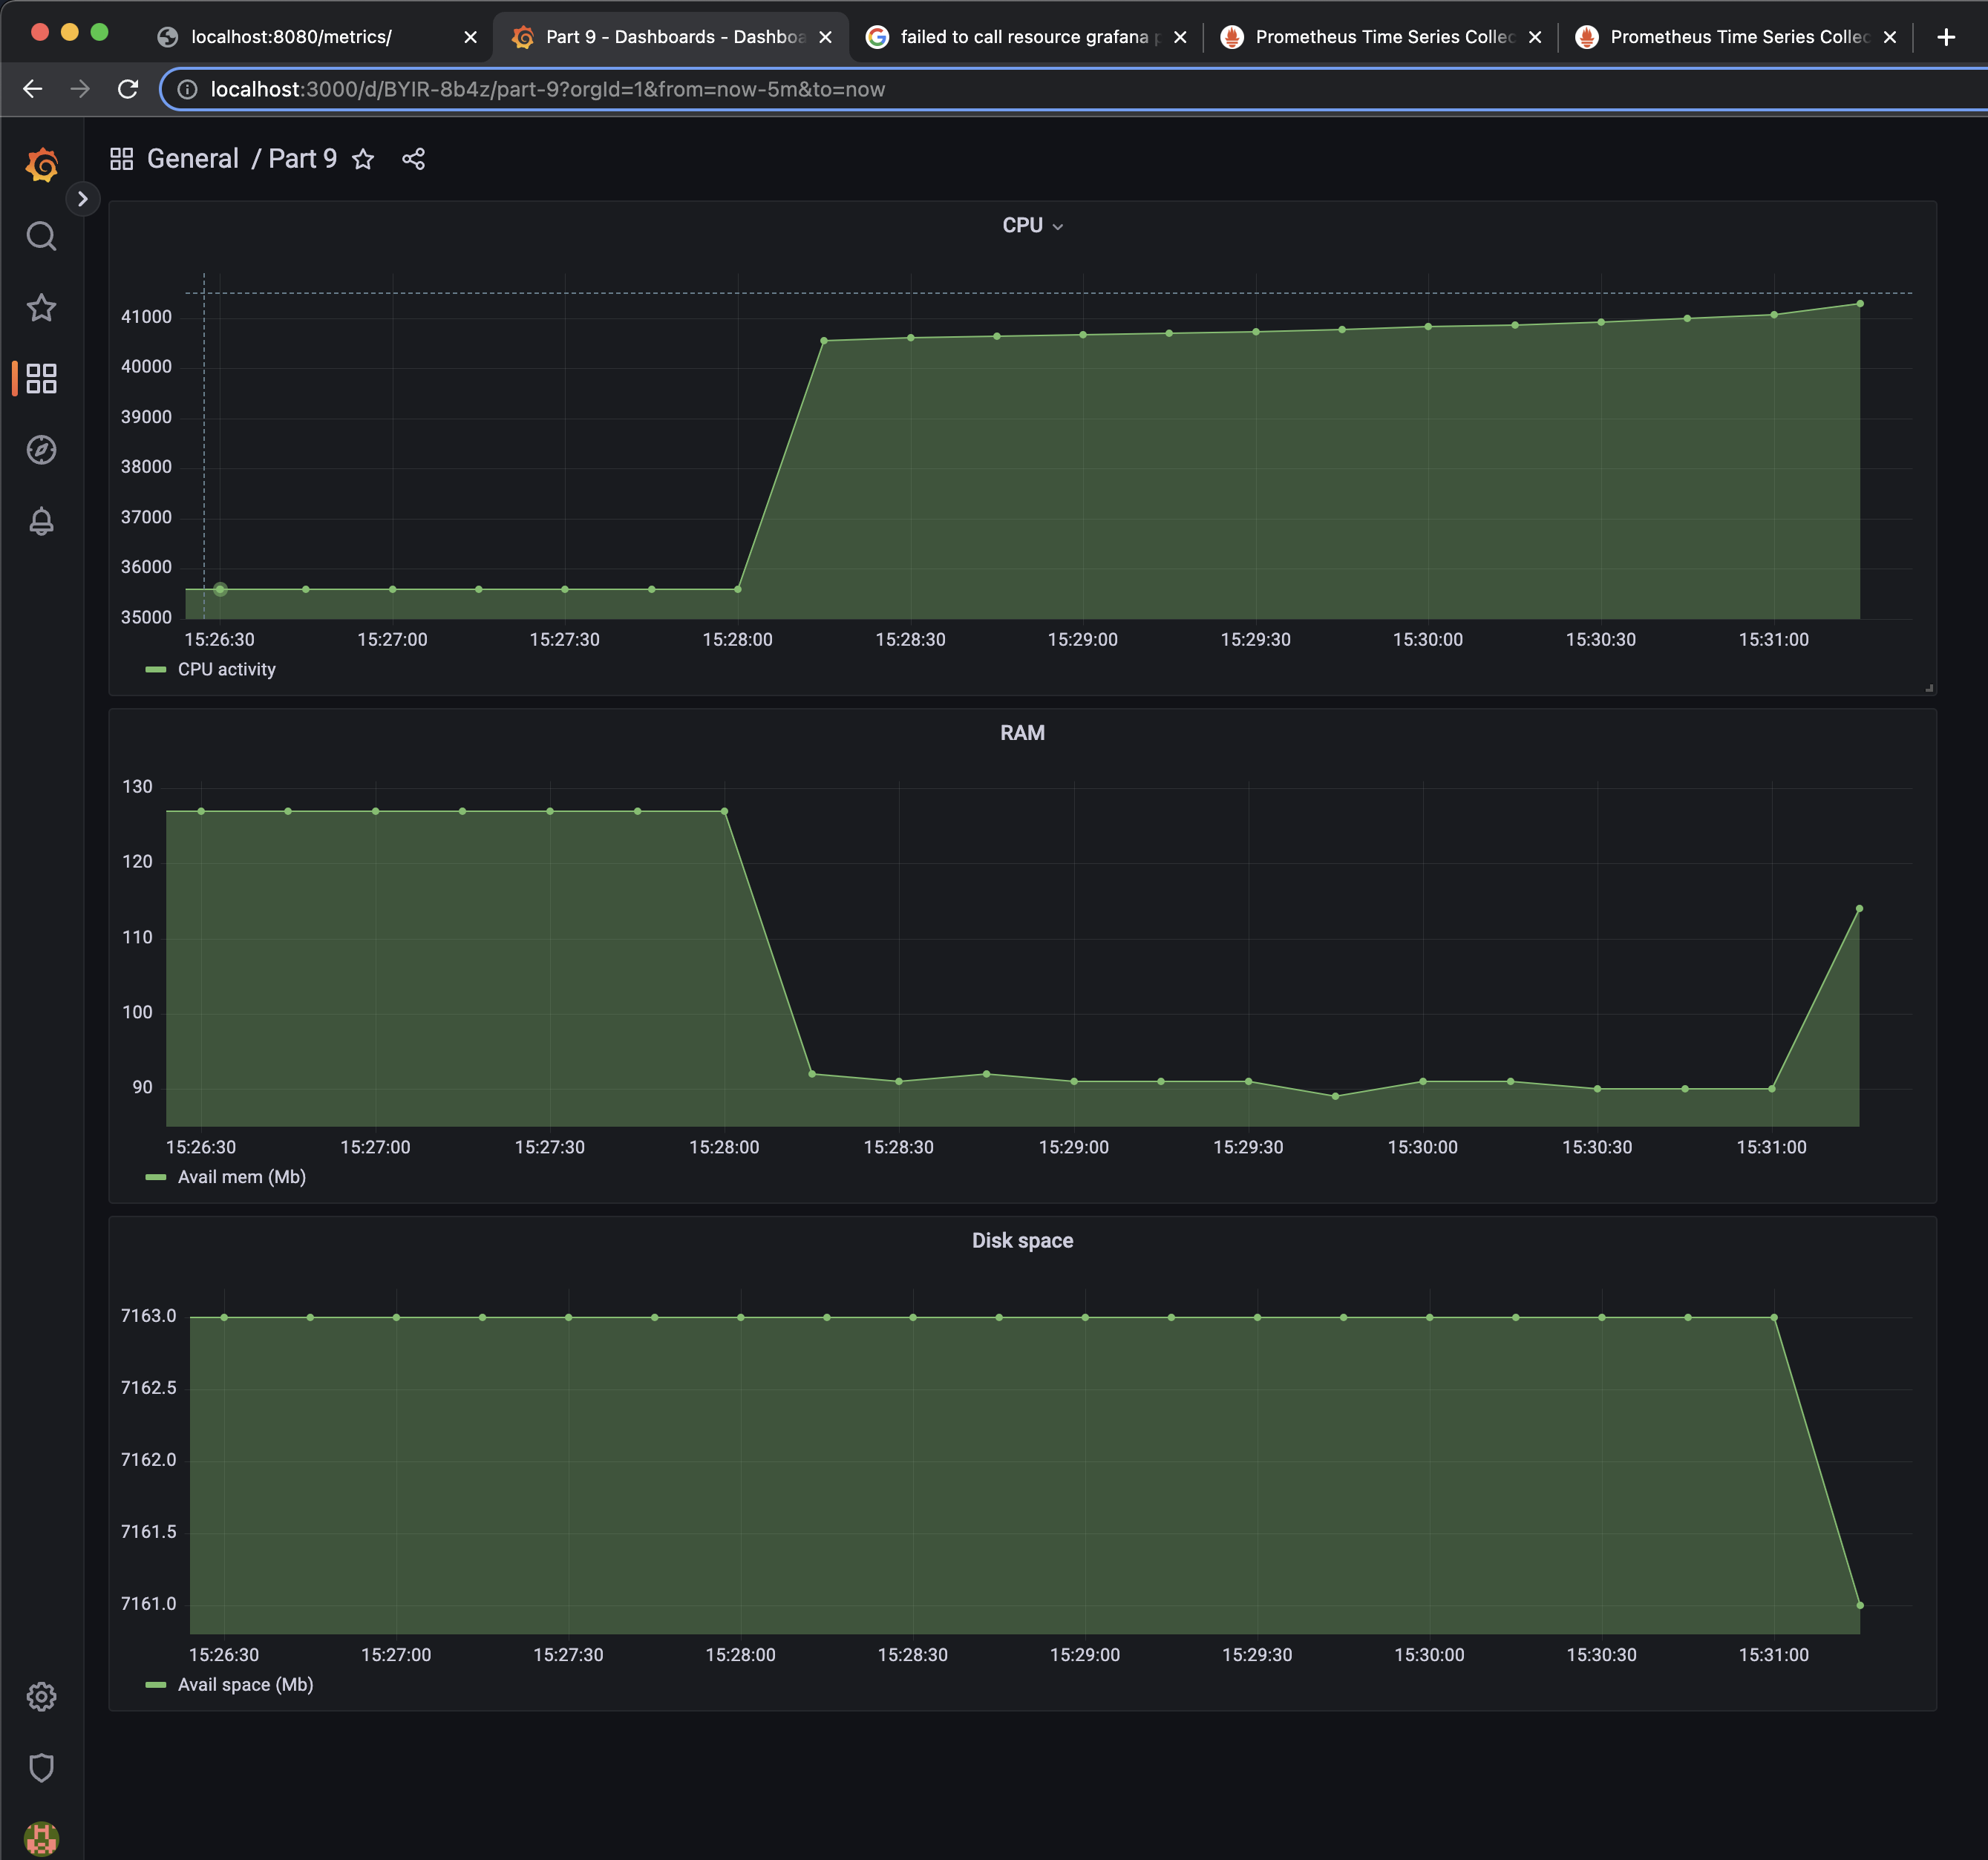 localhost:8080/metrics/
Part 9 - Dashboards - Dashboa
failed to call resource grafana
Prometheus Time Series Collec
Prometheus Time Series Collec
localhost:3000/d/BYIR-8b4z/part-9?orgId=1&from=now-5m&to=now
General / Part 9
CPU
41000
40000
39000
38000
37000
36000
35000
15:26:30 15:27:00 15:27:30 15:28:00 15:28:30 15:29:00 15:29:30 15:30:00 15:30:30 15:31:00
CPU activity
RAM
130
120
110
100
90
15:26:30 15:27:00 15:27:30 15:28:00 15:28:30 15:29:00 15:29:30 15:30:00 15:30:30 15:31:00
Avail mem (Mb)
Disk space
7163.0
7162.5
7162.0
7161.5
7161.0
15:26:30 15:27:00 15:27:30 15:28:00 15:28:30 15:29:00 15:29:30 15:30:00 15:30:30 15:31:00
Avail space (Mb)